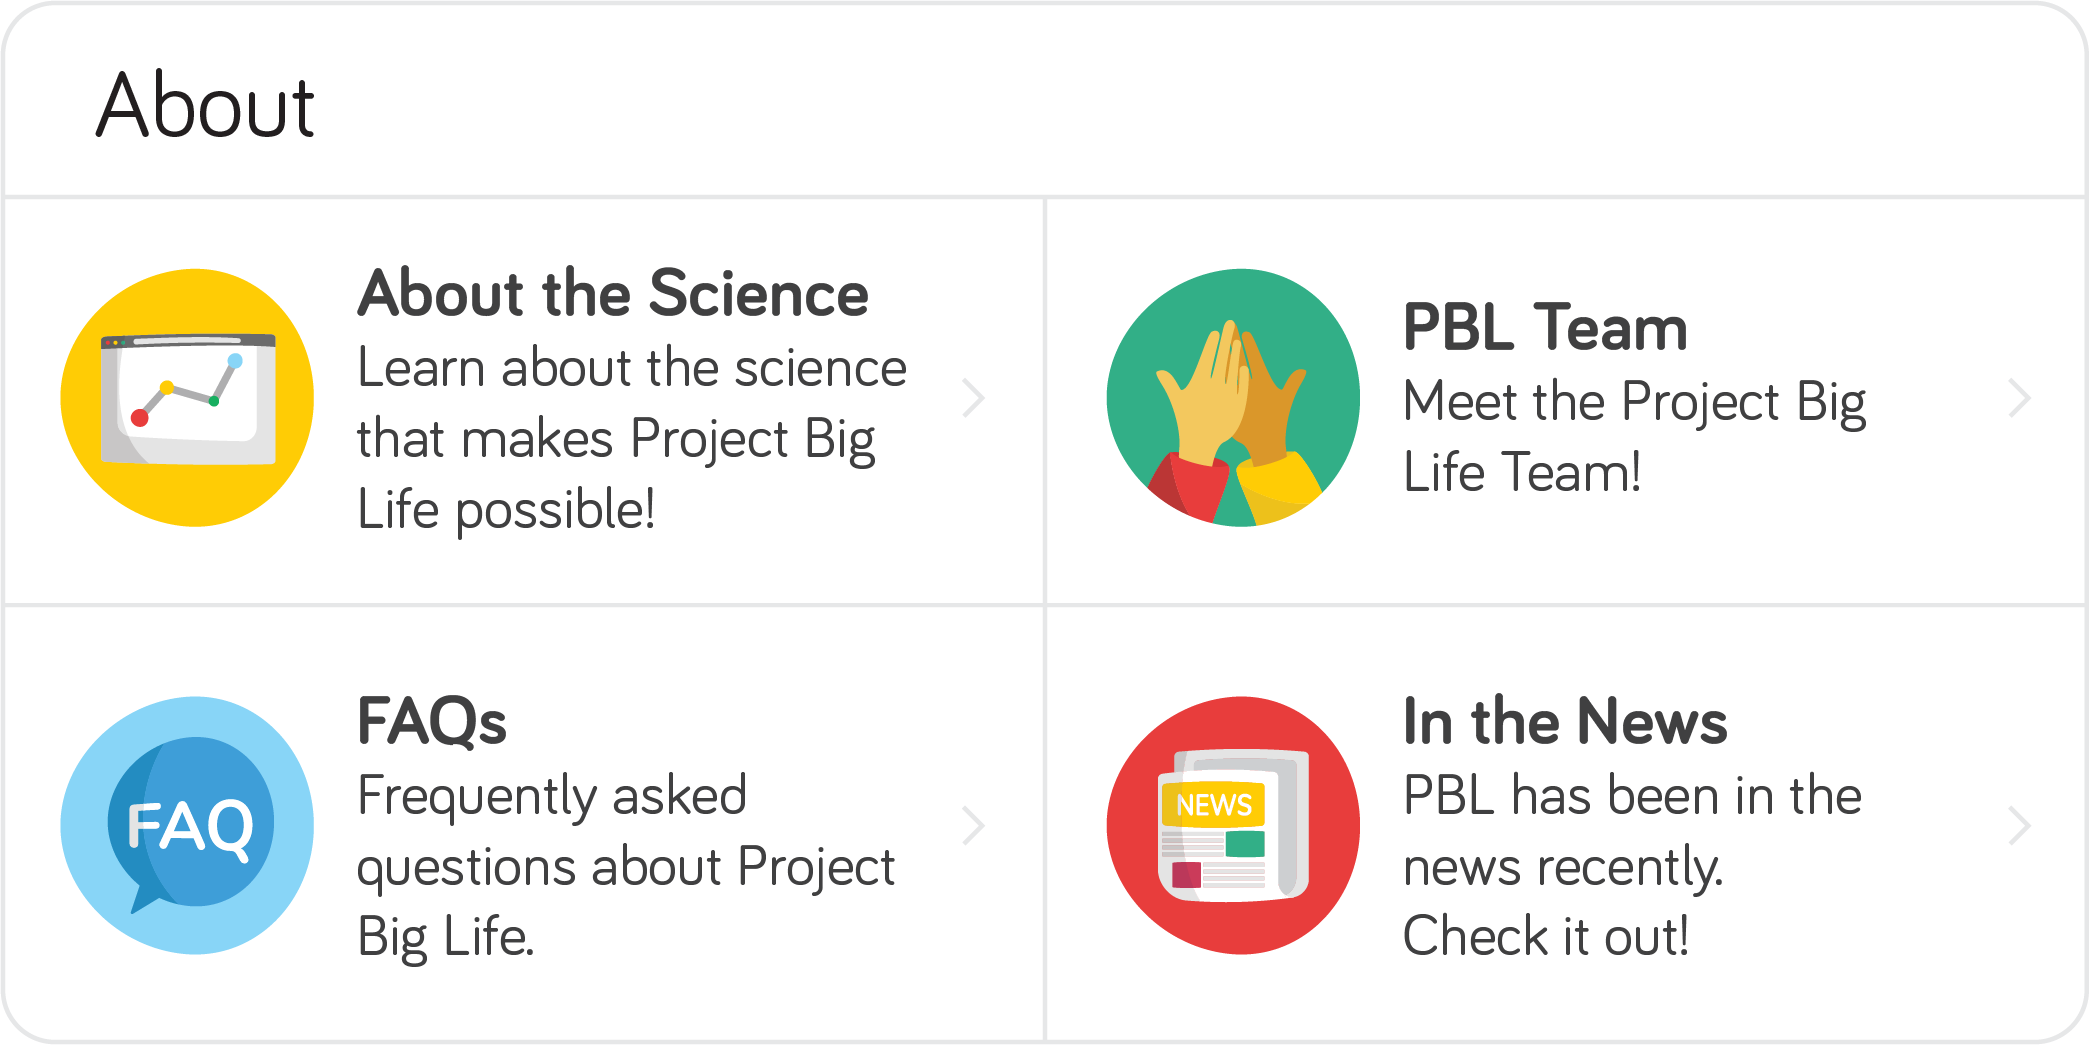 About
About the Science
Learn about the science
that makes Project Big
Life possible!
PBL Team
Meet the Project Big
Life Team!
FAQ
FAQs
Frequently asked
questions about Project
Big Life.
NEWS
In the News
PBL has been in the
news recently.
Check it out!